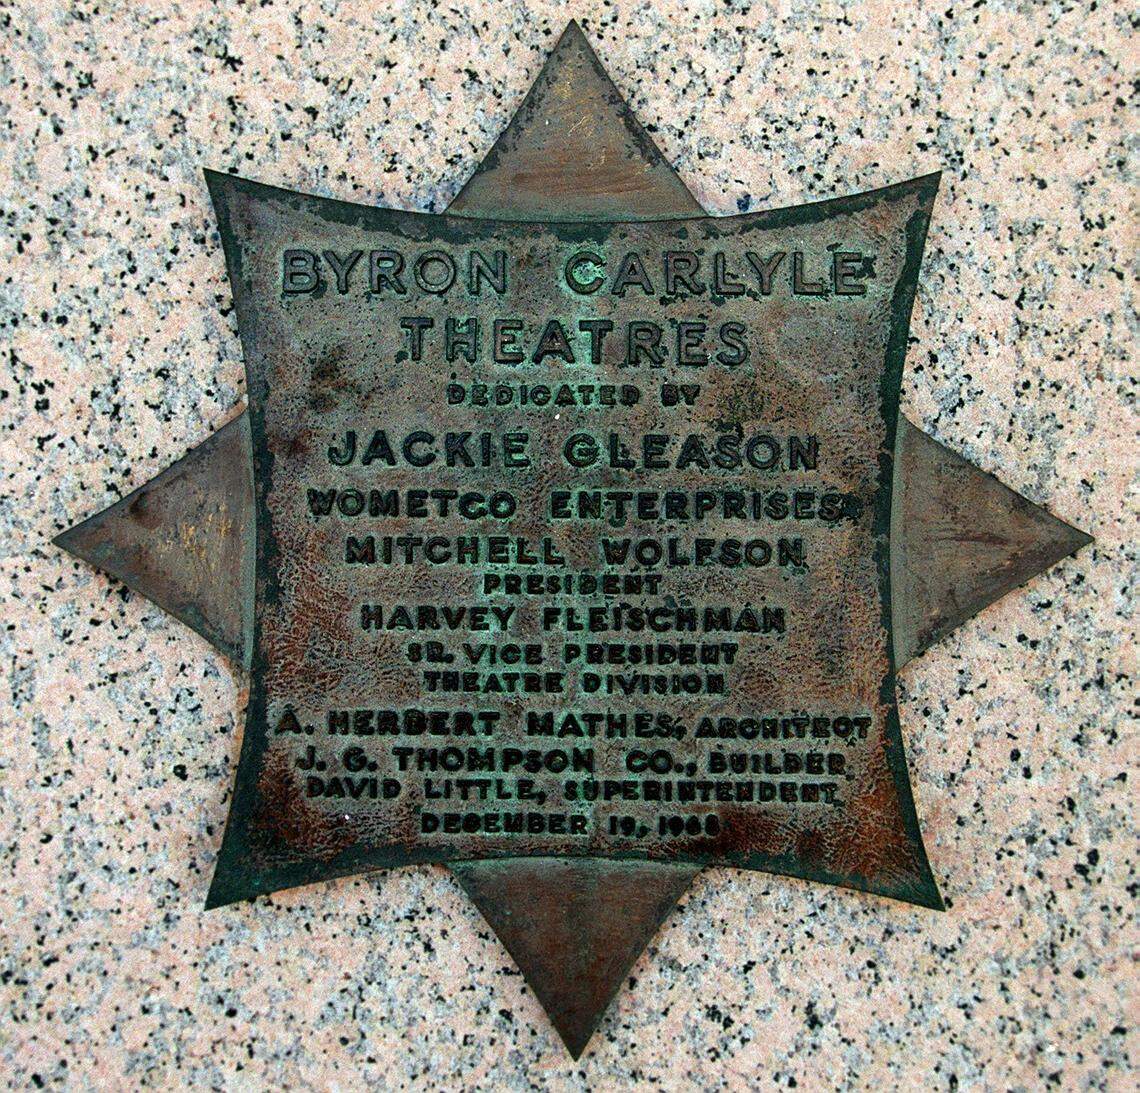 BYRON CARLYLE
THEATRES
DEDICATED BY
JACKIE GLEASON
WOMETCO ENTERPRISES
MITCHELL WOLFSON
PRESIDENT
HARVEY FLEISCHMAN
SR. VICE PRESIDENT
THEATRE DIVISION
A. HERBERT MATHES, ARCHITECT
J. G. THOMPSON CO., BUILDER
DAVID LITTLE, SUPERINTENDENT
DECEMBER 19, 1968